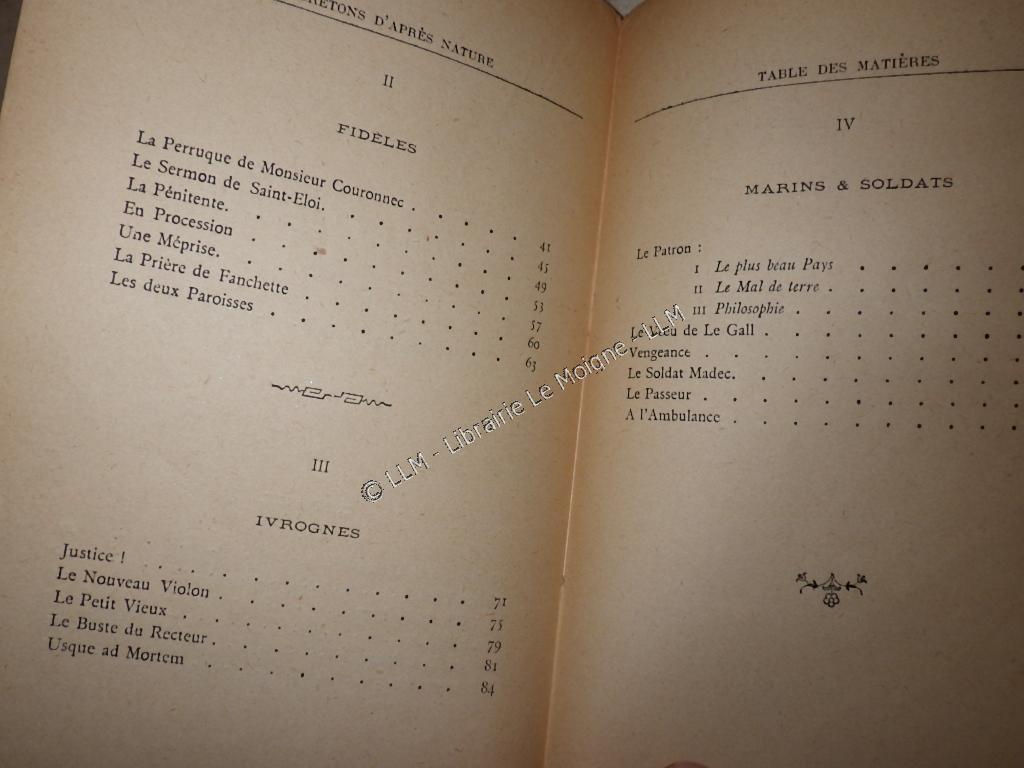 RETONS D'APRÈS NATURE
II
FIDÈLES
La Perruque de Monsieur Couronnec . . . . 41
Le Sermon de Saint-Eloi. . . . . . . 45
La Pénitente. . . . . . . . . . 49
En Procession . . . . . . . . . 53
Une Méprise. . . . . . . . . . 57
La Prière de Fanchette . . . . . . . 60
Les deux Paroisses . . . . . . . . 63
III
IVROGNES
Justice ! . . . . . . . . . . . 71
Le Nouveau Violon . . . . . . . . . 75
Le Petit Vieux . . . . . . . . . . 79
Le Buste du Recteur . . . . . . . . . 81
Usque ad Mortem . . . . . . . . . 84
TABLE DES MATIÈRES
IV
MARINS & SOLDATS
Le Patron :
I Le plus beau Pays . . . . . .
II Le Mal de terre . . . . . . .
III Philosophie . . . . . . . .
de Le Gall . . . . . . . . .
Vengeance . . . . . . . . . . .
Le Soldat Madec. . . . . . . . . .
Le Passeur . . . . . . . . . . .
A l'Ambulance . . . . . . . . . .
© LLM - Librairie Le Moigne - LLM